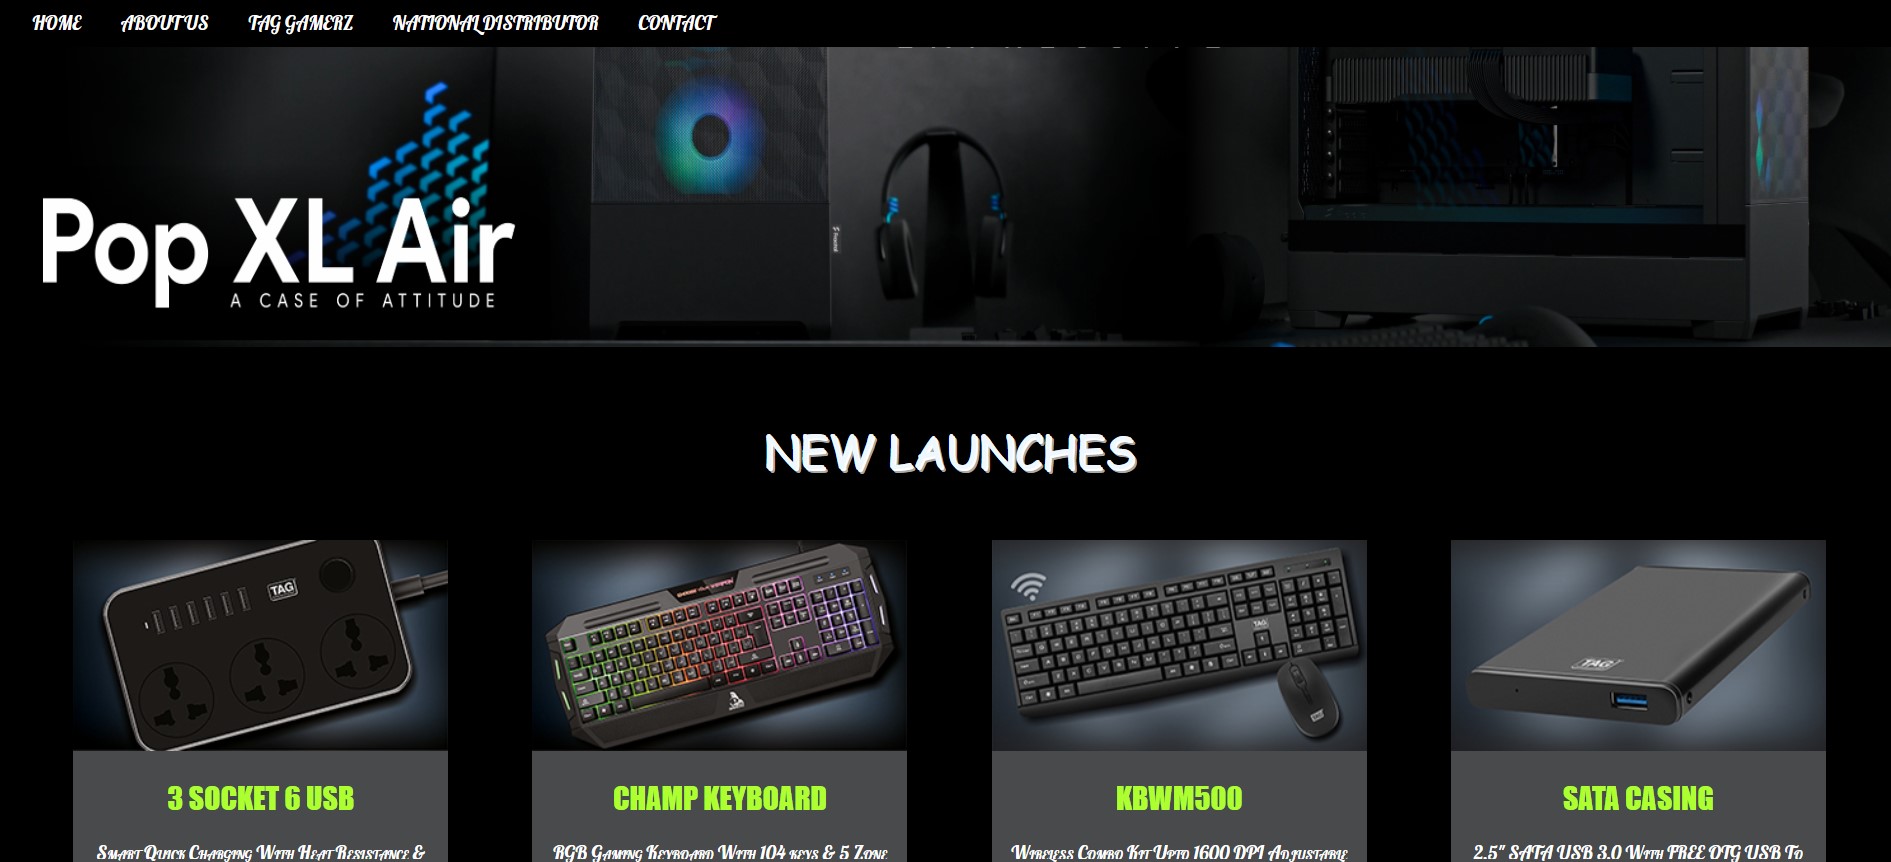 HOME ABOUT US TAG GAMERZ NATIONAL DISTRIBUTOR CONTACT
Pop XL Air
A CASE OF ATTITUDE
NEW LAUNCHES
TAG
TAG
TAG
TAG
3 SOCKET 6 USB
CHAMP KEYBOARD
KBWM500
SATA CASING
Smart Quick Charging With Heat Resistance &
RGB Gaming Keyboard With 104 keys & 5 Zone
Wireless Combo Kit Upto 1600 DPI Adjustable
2.5" SATA USB 3.0 With FREE OTG USB To